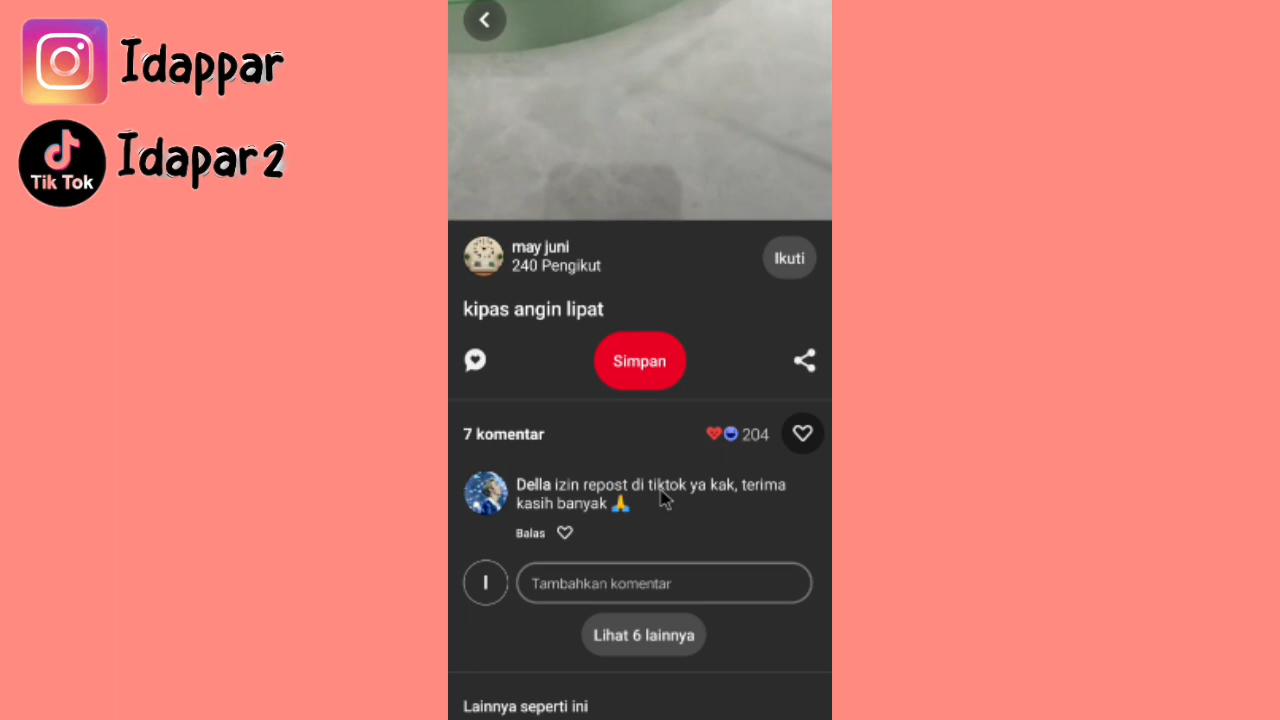 Idappar
Tik Tok
Idapar2
may juni
240 Pengikut
Ikuti
kipas angin lipat
Simpan
7 komentar
204
Della izin repost di tiktok ya kak, terima
kasih banyak 🙏
Balas
I
Tambahkan komentar
Lihat 6 lainnya
Lainnya seperti ini